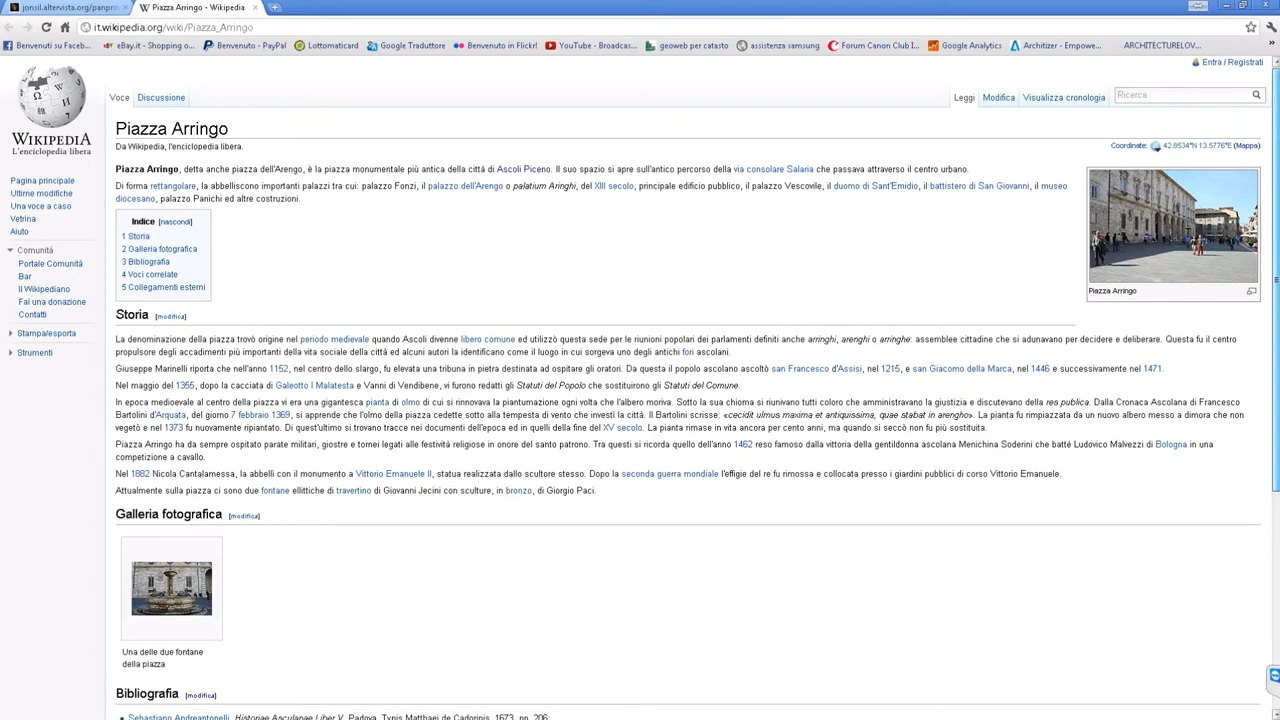 jonsil.altervista.org/panpro
Piazza Arringo - Wikipedia
it.wikipedia.org/wiki/Piazza_Arringo
Benvenuti su Faceb...
eBay.it - Shopping o...
Benvenuto - PayPal
Lottomaticard
Google Traduttore
Benvenuto in Flickr!
YouTube - Broadcas...
geoweb per catasto
assistenza samsung
Forum Canon Club I...
Google Analytics
Architizer - Empowe...
ARCHITECTURELOV...
»
Entra / Registrati
WIKIPEDIA
L'enciclopedia libera
Voce Discussione
Leggi Modifica Visualizza cronologia Ricerca
Piazza Arringo
Da Wikipedia, l'enciclopedia libera.
Coordinate: 42.8534°N 13.5776°E (Mappa)
Pagina principale
Ultime modifiche
Una voce a caso
Vetrina
Aiuto
Comunità
Portale Comunità
Bar
Il Wikipediano
Fai una donazione
Contatti
Stampa/esporta
Strumenti
Piazza Arringo, detta anche piazza dell'Arengo, è la piazza monumentale più antica della città di Ascoli Piceno. Il suo spazio si apre sull'antico percorso della via consolare Salaria che passava attraverso il centro urbano.
Di forma rettangolare, la abbelliscono importanti palazzi tra cui: palazzo Fonzi, il palazzo dell'Arengo o palatium Aringhi, del XIII secolo, principale edificio pubblico, il palazzo Vescovile, il duomo di Sant'Emidio, il battistero di San Giovanni, il museo
diocesano, palazzo Panichi ed altre costruzioni.
Indice [nascondi]
1 Storia
2 Galleria fotografica
3 Bibliografia
4 Voci correlate
5 Collegamenti esterni
Piazza Arringo
Storia [modifica]
La denominazione della piazza trovò origine nel periodo medievale quando Ascoli divenne libero comune ed utilizzò questa sede per le riunioni popolari dei parlamenti definiti anche arringhi, arenghi o arringhe: assemblee cittadine che si adunavano per decidere e deliberare. Questa fu il centro
propulsore degli accadimenti più importanti della vita sociale della città ed alcuni autori la identificano come il luogo in cui sorgeva uno degli antichi fori ascolani.
Giuseppe Marinelli riporta che nell'anno 1152, nel centro dello slargo, fu elevata una tribuna in pietra destinata ad ospitare gli oratori. Da questa il popolo ascolano ascoltò san Francesco d'Assisi, nel 1215, e san Giacomo della Marca, nel 1446 e successivamente nel 1471.
Nel maggio del 1355, dopo la cacciata di Galeotto I Malatesta e Vanni di Vendibene, vi furono redatti gli Statuti del Popolo che sostituirono gli Statuti del Comune.
In epoca medievale al centro della piazza vi era una gigantesca pianta di olmo di cui si rinnovava la piantumazione ogni volta che l'albero moriva. Sotto la sua chioma si riunivano tutti coloro che amministravano la giustizia e discutevano della res publica. Dalla Cronaca Ascolana di Francesco
Bartolini d'Arquata, del giorno 7 febbraio 1369, si apprende che l'olmo della piazza cedette sotto alla tempesta di vento che investì la città. Il Bartolini scrisse: «cecidit ulmus maxima et antiquissima, quae stabat in arengho». La pianta fu rimpiazzata da un nuovo albero messo a dimora che non
vegetò e nel 1373 fu nuovamente ripiantato. Di quest'ultimo si trovano tracce nei documenti dell'epoca ed in quelli della fine del XV secolo. La pianta rimase in vita ancora per cento anni, ma quando si seccò non fu più sostituita.
Piazza Arringo ha da sempre ospitato parate militari, giostre e tornei legati alle festività religiose in onore del santo patrono. Tra questi si ricorda quello dell'anno 1462 reso famoso dalla vittoria della gentildonna ascolana Menichina Soderini che batté Ludovico Malvezzi di Bologna in una
competizione a cavallo.
Nel 1882 Nicola Cantalamessa, la abbellì con il monumento a Vittorio Emanuele II, statua realizzata dallo scultore stesso. Dopo la seconda guerra mondiale l'effigie del re fu rimossa e collocata presso i giardini pubblici di corso Vittorio Emanuele.
Attualmente sulla piazza ci sono due fontane ellittiche di travertino di Giovanni Jecini con sculture, in bronzo, di Giorgio Paci.
Galleria fotografica [modifica]
Una delle due fontane
della piazza
Bibliografia [modifica]
Sebastiano Andreantonelli, Historiae Asculanae Liber V, Padova, Typis Matthaei de Cadorinis, 1673, pp. 206;